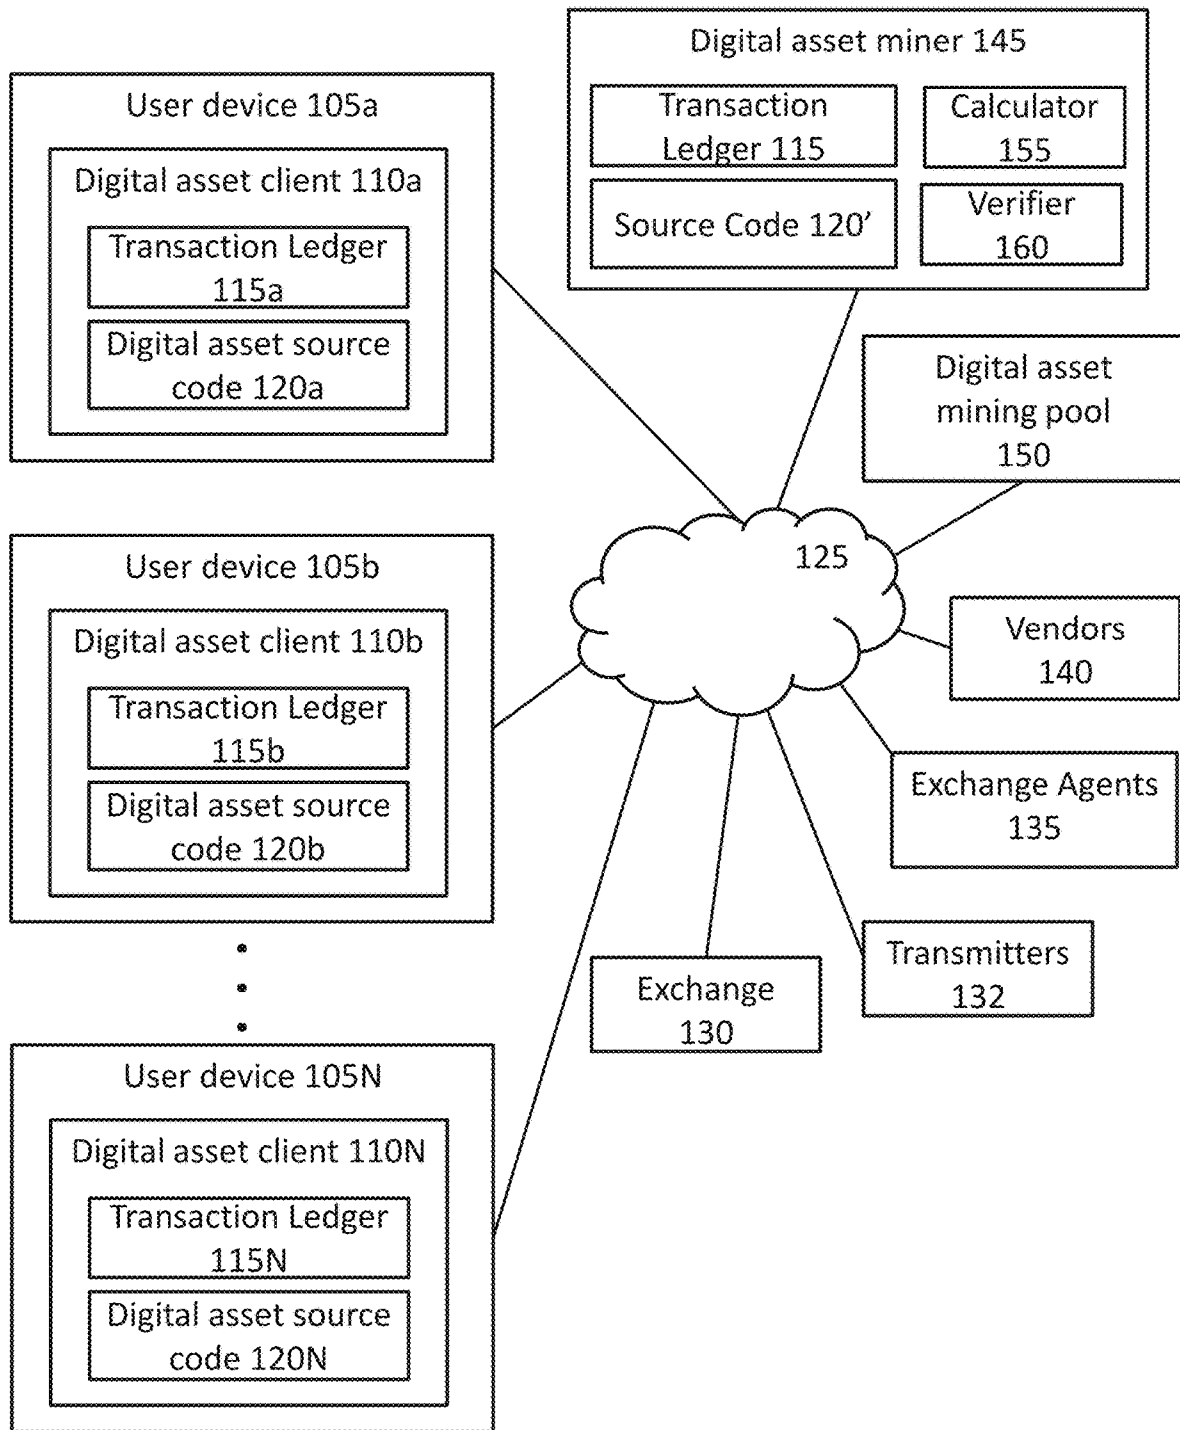 Digital asset miner 145
Transaction
Ledger 115
Calculator
155
Source Code 120’
Verifier
160
User device 105a
Digital asset client 110a
Transaction Ledger
115a
Digital asset source
code 120a
Digital asset
mining pool
150
125
User device 105b
Digital asset client 110b
Transaction Ledger
115b
Digital asset source
code 120b
Vendors
140
Exchange Agents
135
Transmitters
132
Exchange
130
User device 105N
Digital asset client 110N
Transaction Ledger
115N
Digital asset source
code 120N